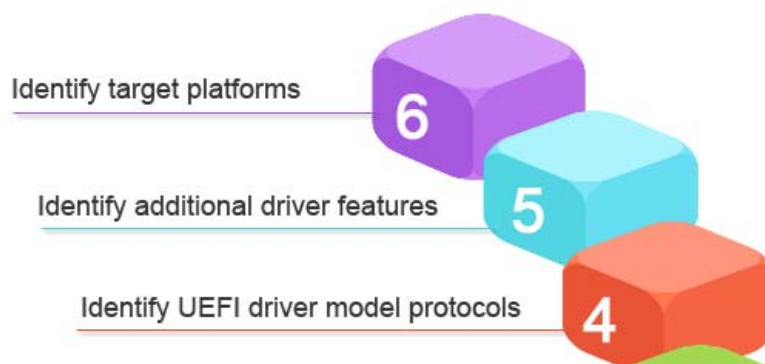 Identify target platforms
6
Identify additional driver features
5
Identify UEFI driver model protocols
4